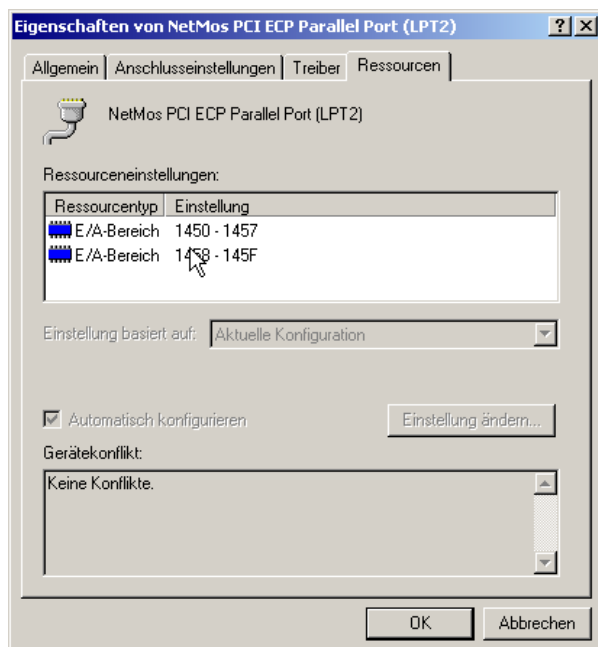 Eigenschaften von NetMos PCI ECP Parallel Port (LPT2)
Allgemein Anschlusseinstellungen Treiber Ressourcen
NetMos PCI ECP Parallel Port (LPT2)
Ressourceneinstellungen:
Ressourcentyp Einstellung
E/A-Bereich 1450 - 1457
E/A-Bereich 1458 - 145F
Einstellung basiert auf: Aktuelle Konfiguration
Automatisch konfigurieren Einstellung ändern...
Gerätekonflikt:
Keine Konflikte.
OK Abbrechen